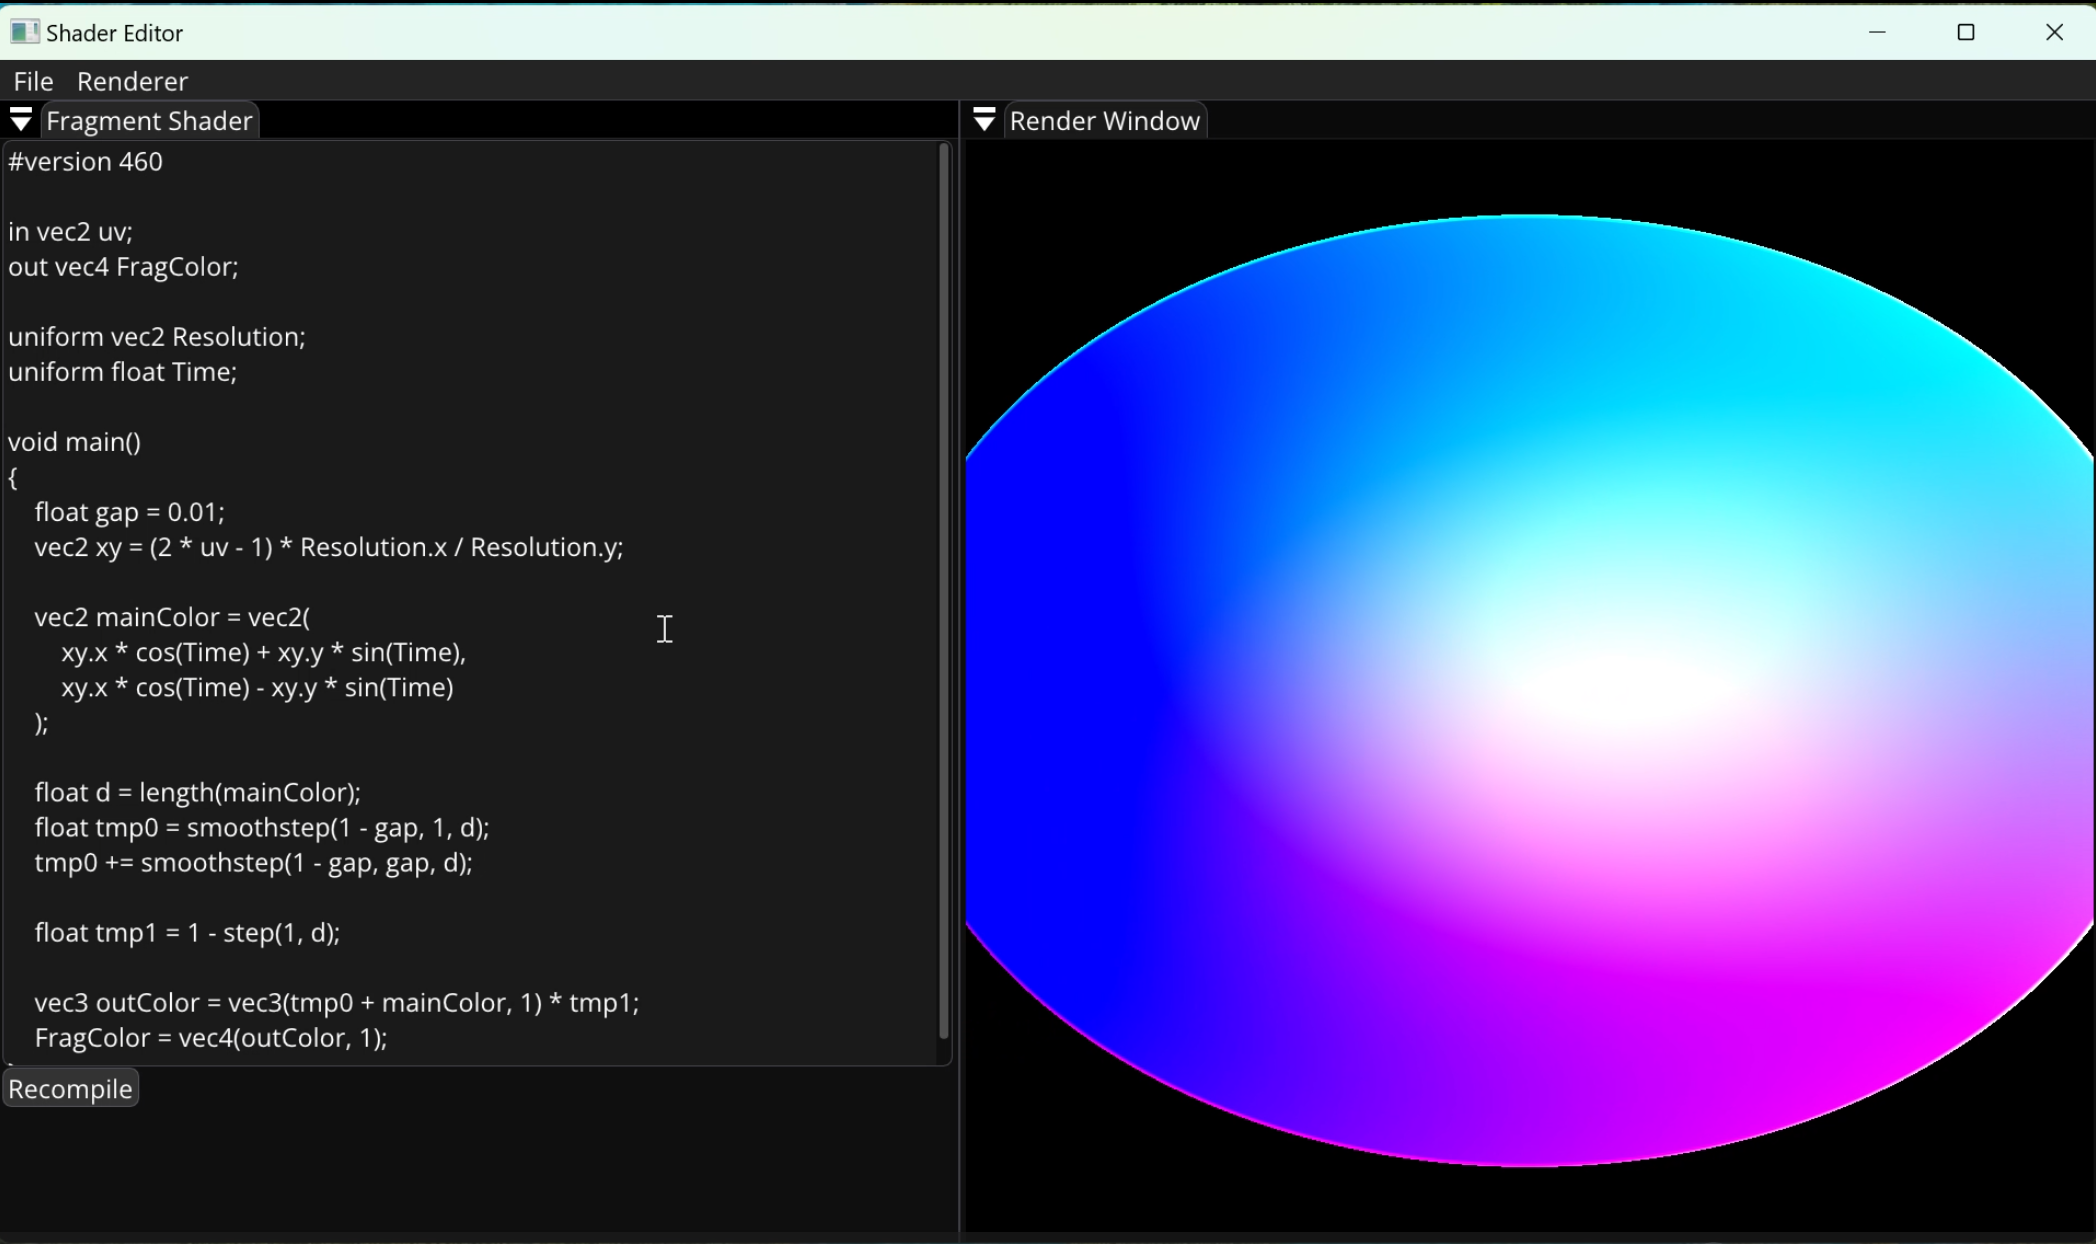 Shader Editor
File Renderer
Fragment Shader
#version 460
in vec2 uv;
out vec4 FragColor;
uniform vec2 Resolution;
uniform float Time;
void main()
{
float gap = 0.01;
vec2 xy = (2 * uv - 1) * Resolution.x / Resolution.y;
vec2 mainColor = vec2(
xy.x * cos(Time) + xy.y * sin(Time),
xy.x * cos(Time) - xy.y * sin(Time)
);
float d = length(mainColor);
float tmp0 = smoothstep(1 - gap, 1, d);
tmp0 += smoothstep(1 - gap, gap, d);
float tmp1 = 1 - step(1, d);
vec3 outColor = vec3(tmp0 + mainColor, 1) * tmp1;
FragColor = vec4(outColor, 1);
Recompile
Render Window